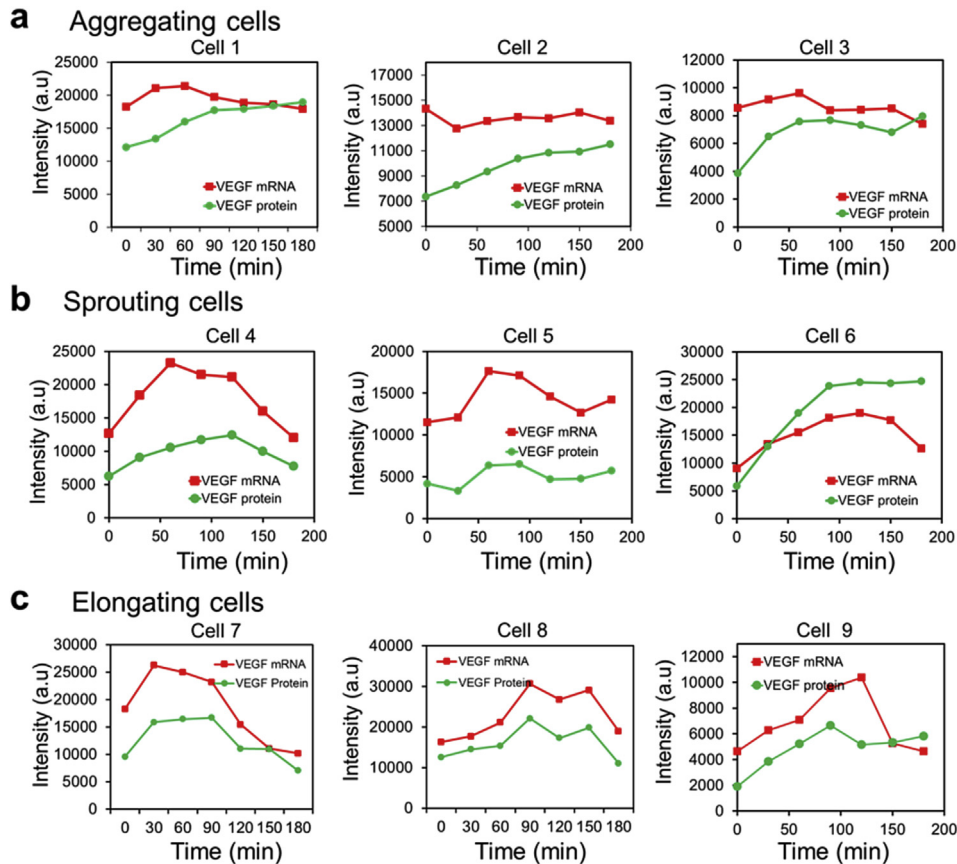 a Aggregating cells
Cell 1
Cell 2
Cell 3
Intensity (a.u)
25000
20000
15000
10000
5000
0
VEGF mRNA
VEGF protein
0 30 60 90 120 150 180
Time (min)
Intensity (a.u)
17000
15000
13000
11000
9000
7000
5000
VEGF mRNA
VEGF protein
0 50 100 150 200
Time (min)
Intensity (a.u)
12000
10000
8000
6000
4000
2000
0
VEGF mRNA
VEGF protein
0 50 100 150 200
Time (min)
b Sprouting cells
Cell 4
Cell 5
Cell 6
Intensity (a.u)
25000
20000
15000
10000
5000
0
VEGF mRNA
VEGF protein
0 50 100 150 200
Time (min)
Intensity (a.u)
20000
15000
10000
5000
0
VEGF mRNA
VEGF protein
0 50 100 150 200
Time (min)
Intensity (a.u)
30000
25000
20000
15000
10000
5000
0
VEGF mRNA
VEGF protein
0 50 100 150 200
Time (min)
c Elongating cells
Cell 7
Cell 8
Cell 9
Intensity (a.u)
30000
25000
20000
15000
10000
5000
0
VEGF mRNA
VEGF Protein
0 30 60 90 120 150 180
Time (min)
Intensity (a.u)
40000
30000
20000
10000
0
VEGF mRNA
VEGF Protein
0 30 60 90 120 150 180
Time (min)
Intensity (a.u)
12000
10000
8000
6000
4000
2000
0
VEGF mRNA
VEGF protein
0 50 100 150 200
Time (min)